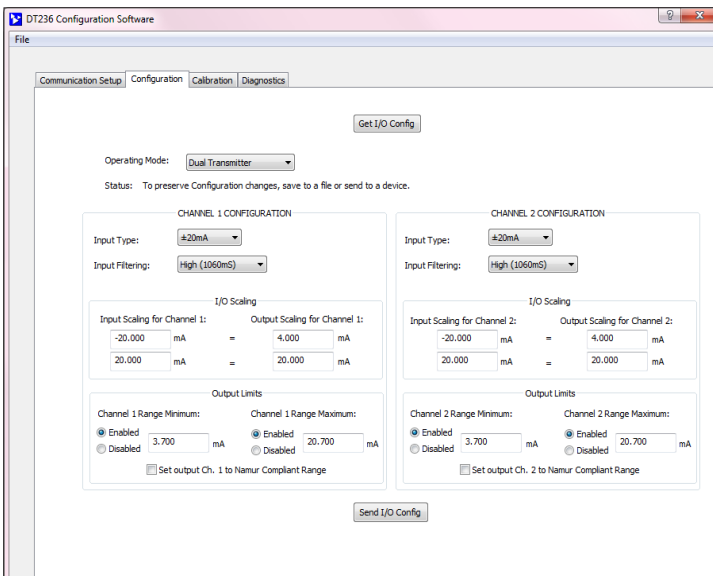 DT236 Configuration Software
File
Communication Setup Configuration Calibration Diagnostics
Get I/O Config
Operating Mode: Dual Transmitter
Status: To preserve Configuration changes, save to a file or send to a device.
CHANNEL 1 CONFIGURATION
Input Type: ±20mA
Input Filtering: High (1060mS)
I/O Scaling
Input Scaling for Channel 1: Output Scaling for Channel 1:
-20.000 mA = 4.000 mA
20.000 mA = 20.000 mA
Output Limits
Channel 1 Range Minimum: Channel 1 Range Maximum:
Enabled
Disabled
3.700 mA
Enabled
Disabled
20.700 mA
Set output Ch. 1 to Namur Compliant Range
CHANNEL 2 CONFIGURATION
Input Type: ±20mA
Input Filtering: High (1060mS)
I/O Scaling
Input Scaling for Channel 2: Output Scaling for Channel 2:
-20.000 mA = 4.000 mA
20.000 mA = 20.000 mA
Output Limits
Channel 2 Range Minimum: Channel 2 Range Maximum:
Enabled
Disabled
3.700 mA
Enabled
Disabled
20.700 mA
Set output Ch. 2 to Namur Compliant Range
Send I/O Config